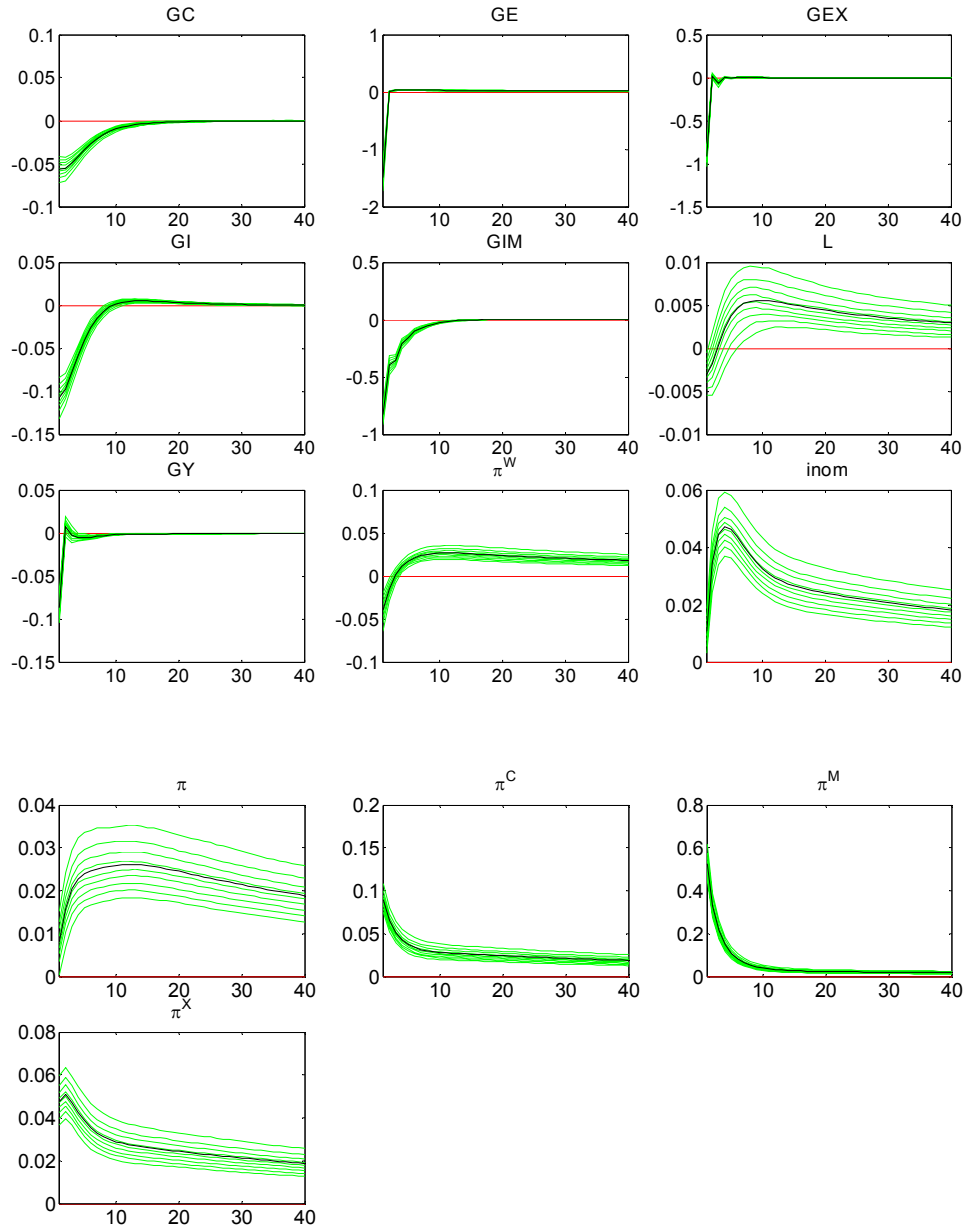 GC GE GEX
0.1 1 0.5
0.05 0 0
0 -0.5
-0.05 -1 -1
-0.1 -2 -1.5
10 20 30 40 10 20 30 40 10 20 30 40
GI GIM L
0.05 0.5 0.01
0 0 0.005
-0.05 0
-0.1 -0.5 -0.005
-0.15 -1 -0.01
10 20 30 40 10 20 30 40 10 20 30 40
GY π^W inom
0.05 0.1 0.06
0 0.05 0.04
-0.05 0
-0.1 -0.05 0.02
-0.15 -0.1 0
10 20 30 40 10 20 30 40 10 20 30 40
π π^C π^M
0.04 0.2 0.8
0.03 0.15 0.6
0.02 0.1 0.4
0.01 0.05 0.2
0 0 0
10 20 30 40 10 20 30 40 10 20 30 40
π^X
0.08
0.06
0.04
0.02
0
10 20 30 40